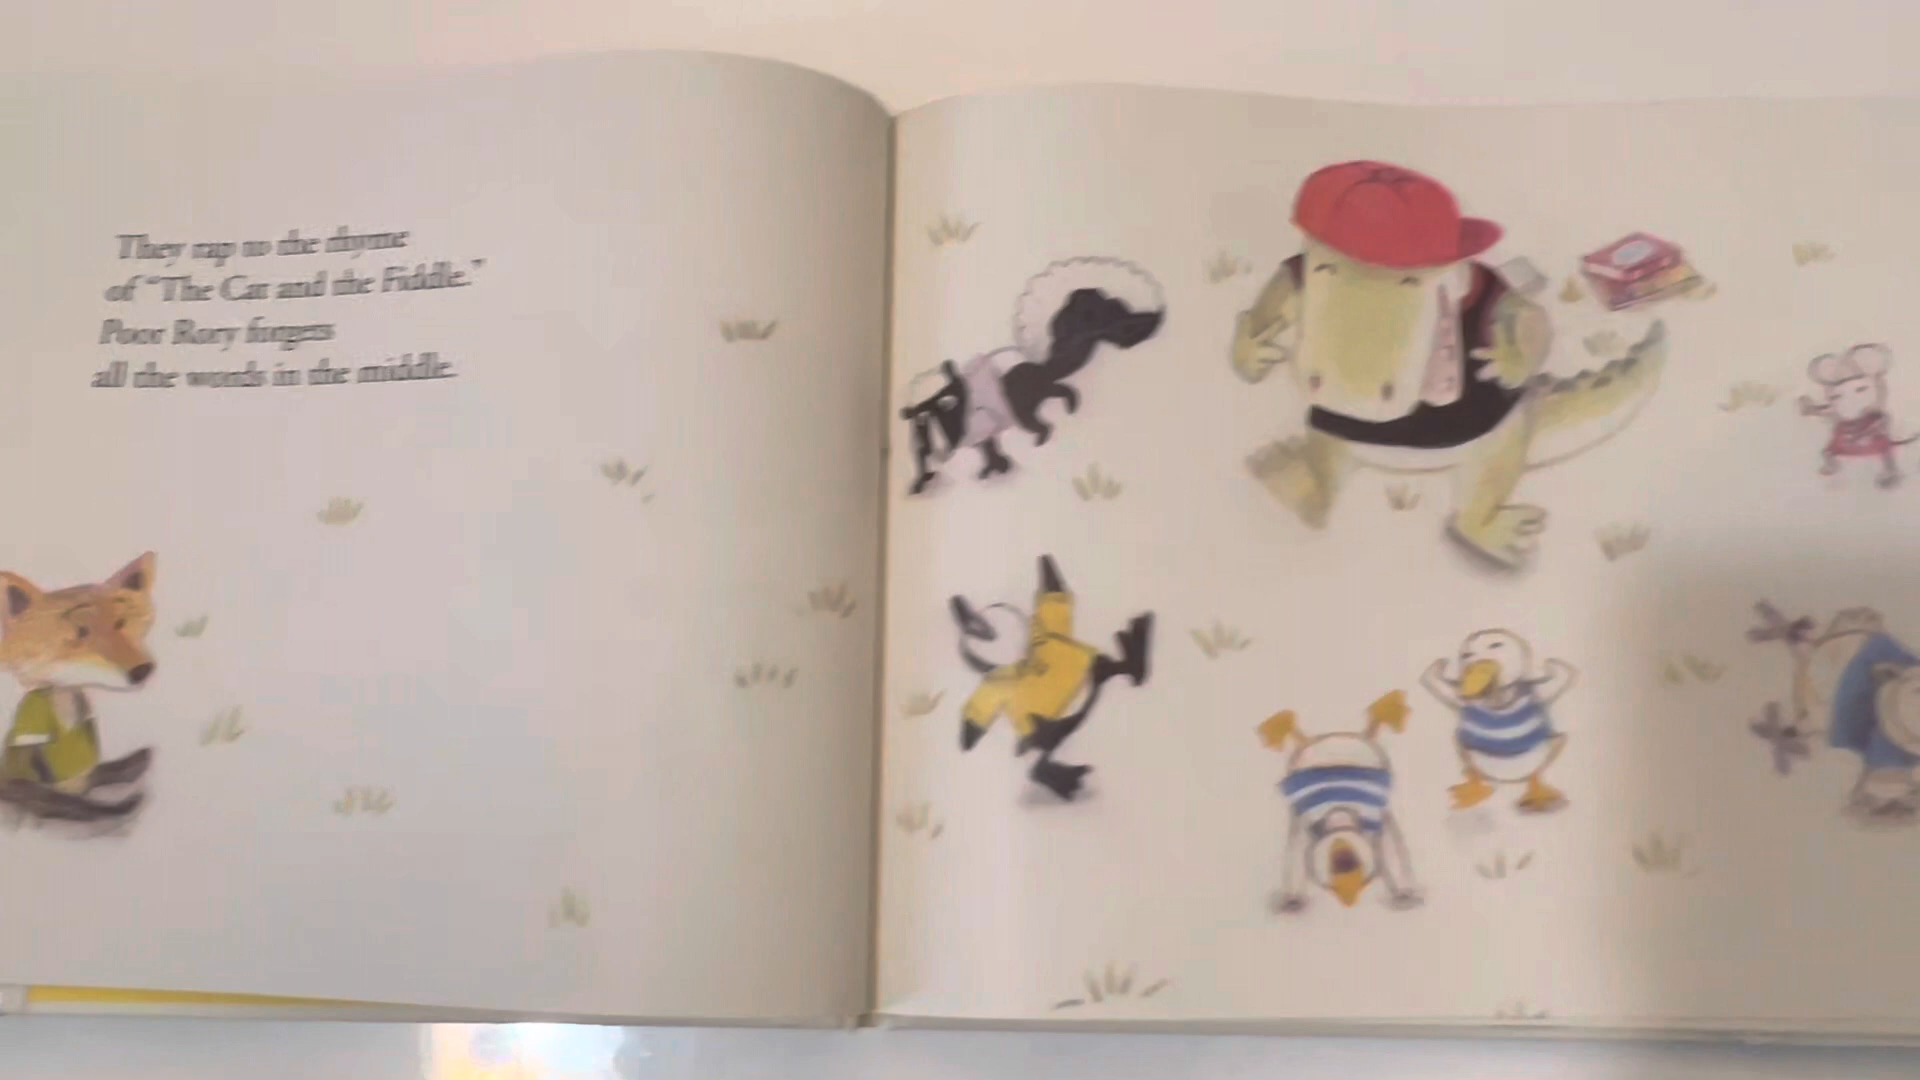 They rap to the rhyme
of “The Cat and the Fiddle.”
Poor Rory forgets
all the words in the middle.